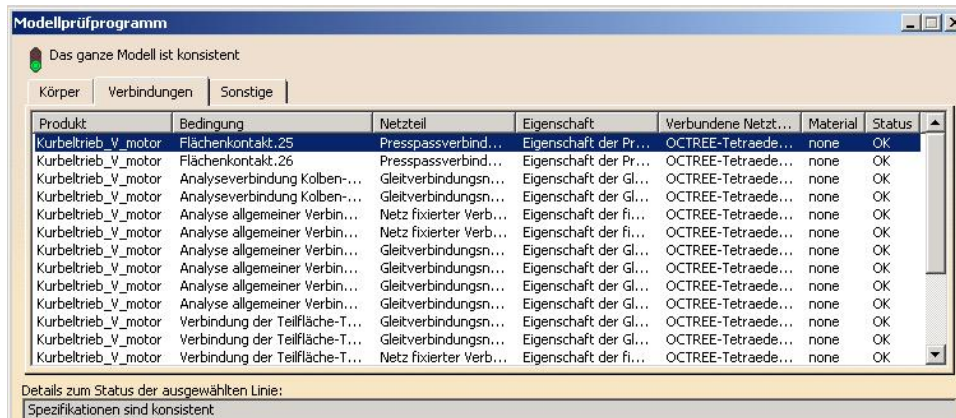 Modellprüfprogramm
Das ganze Modell ist konsistent
Körper Verbindungen Sonstige
Produkt Bedingung Netzteil Eigenschaft Verbundene Netzt... Material Status
Kurbeltrieb_V_motor Flächenkontakt.25 Presspassverbind... Eigenschaft der Pr... OCTREE-Tetraede... none OK
Kurbeltrieb_V_motor Flächenkontakt.26 Presspassverbind... Eigenschaft der Pr... OCTREE-Tetraede... none OK
Kurbeltrieb_V_motor Analyseverbindung Kolben-... Gleitverbindungsn... Eigenschaft der Gl... OCTREE-Tetraede... none OK
Kurbeltrieb_V_motor Analyseverbindung Kolben-... Gleitverbindungsn... Eigenschaft der Gl... OCTREE-Tetraede... none OK
Kurbeltrieb_V_motor Analyse allgemeiner Verbin... Netz fixierter Verb... Eigenschaft der fi... OCTREE-Tetraede... none OK
Kurbeltrieb_V_motor Analyse allgemeiner Verbin... Netz fixierter Verb... Eigenschaft der fi... OCTREE-Tetraede... none OK
Kurbeltrieb_V_motor Analyse allgemeiner Verbin... Gleitverbindungsn... Eigenschaft der Gl... OCTREE-Tetraede... none OK
Kurbeltrieb_V_motor Analyse allgemeiner Verbin... Gleitverbindungsn... Eigenschaft der Gl... OCTREE-Tetraede... none OK
Kurbeltrieb_V_motor Analyse allgemeiner Verbin... Gleitverbindungsn... Eigenschaft der Gl... OCTREE-Tetraede... none OK
Kurbeltrieb_V_motor Analyse allgemeiner Verbin... Gleitverbindungsn... Eigenschaft der Gl... OCTREE-Tetraede... none OK
Kurbeltrieb_V_motor Verbindung der Teilfläche-T... Gleitverbindungsn... Eigenschaft der Gl... OCTREE-Tetraede... none OK
Kurbeltrieb_V_motor Verbindung der Teilfläche-T... Gleitverbindungsn... Eigenschaft der Gl... OCTREE-Tetraede... none OK
Kurbeltrieb_V_motor Verbindung der Teilfläche-T... Netz fixierter Verb... Eigenschaft der fi... OCTREE-Tetraede... none OK
Details zum Status der ausgewählten Linie:
Spezifikationen sind konsistent